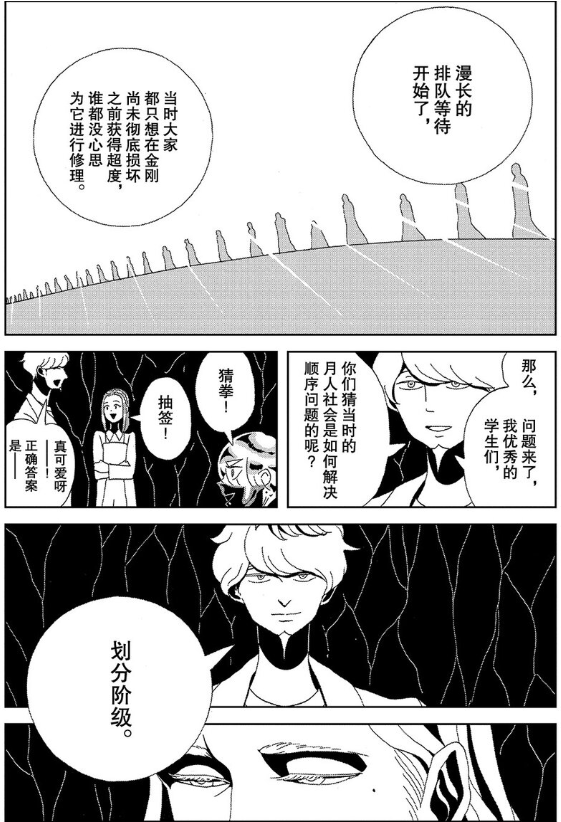 漫长的
排队等待
开始了，
当时大家
都只想在金刚
尚未彻底损坏
之前获得超度，
谁都没心思
为它进行修理。
那么，
问题来了，
我优秀的
学生们，
你们猜当时的
月人社会是如何解决
顺序问题的呢？
猜拳！
抽签！
——真可爱呀
——！
正确答案
是——
划分阶级。